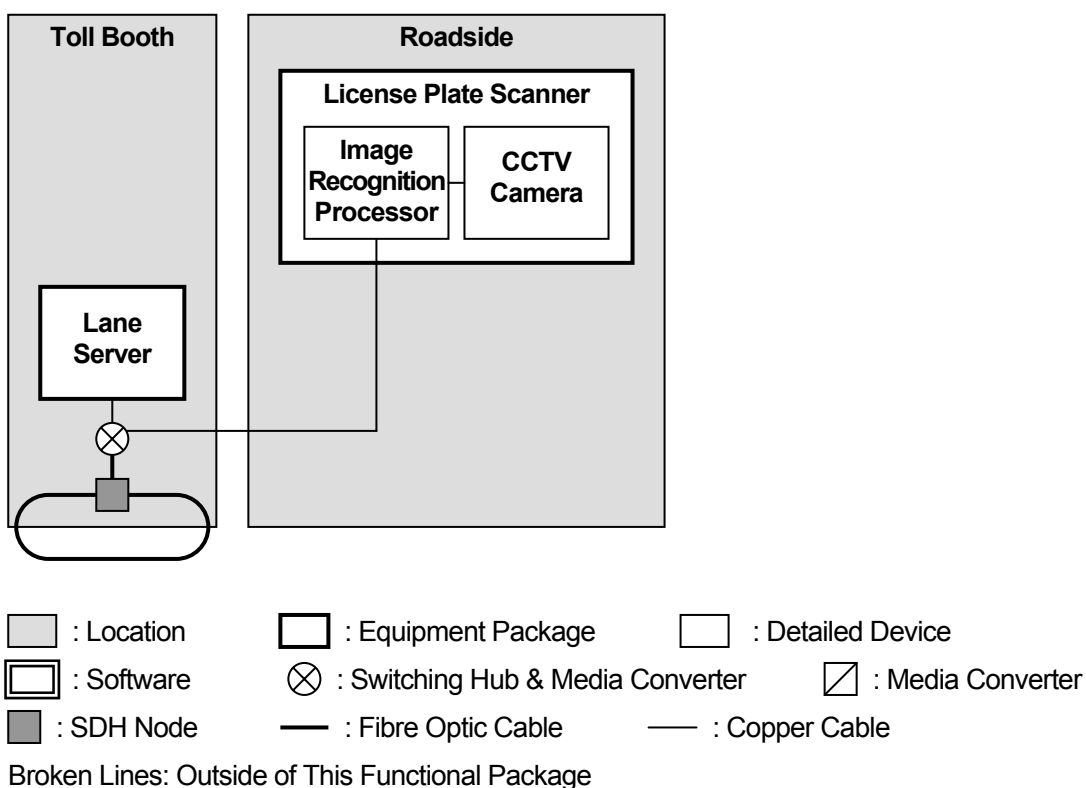 Toll Booth
Roadside
License Plate Scanner
Image
Recognition
Processor
CCTV
Camera
Lane
Server
: Location
: Equipment Package
: Detailed Device
: Software
: Switching Hub & Media Converter
: Media Converter
: SDH Node
: Fibre Optic Cable
: Copper Cable
Broken Lines: Outside of This Functional Package